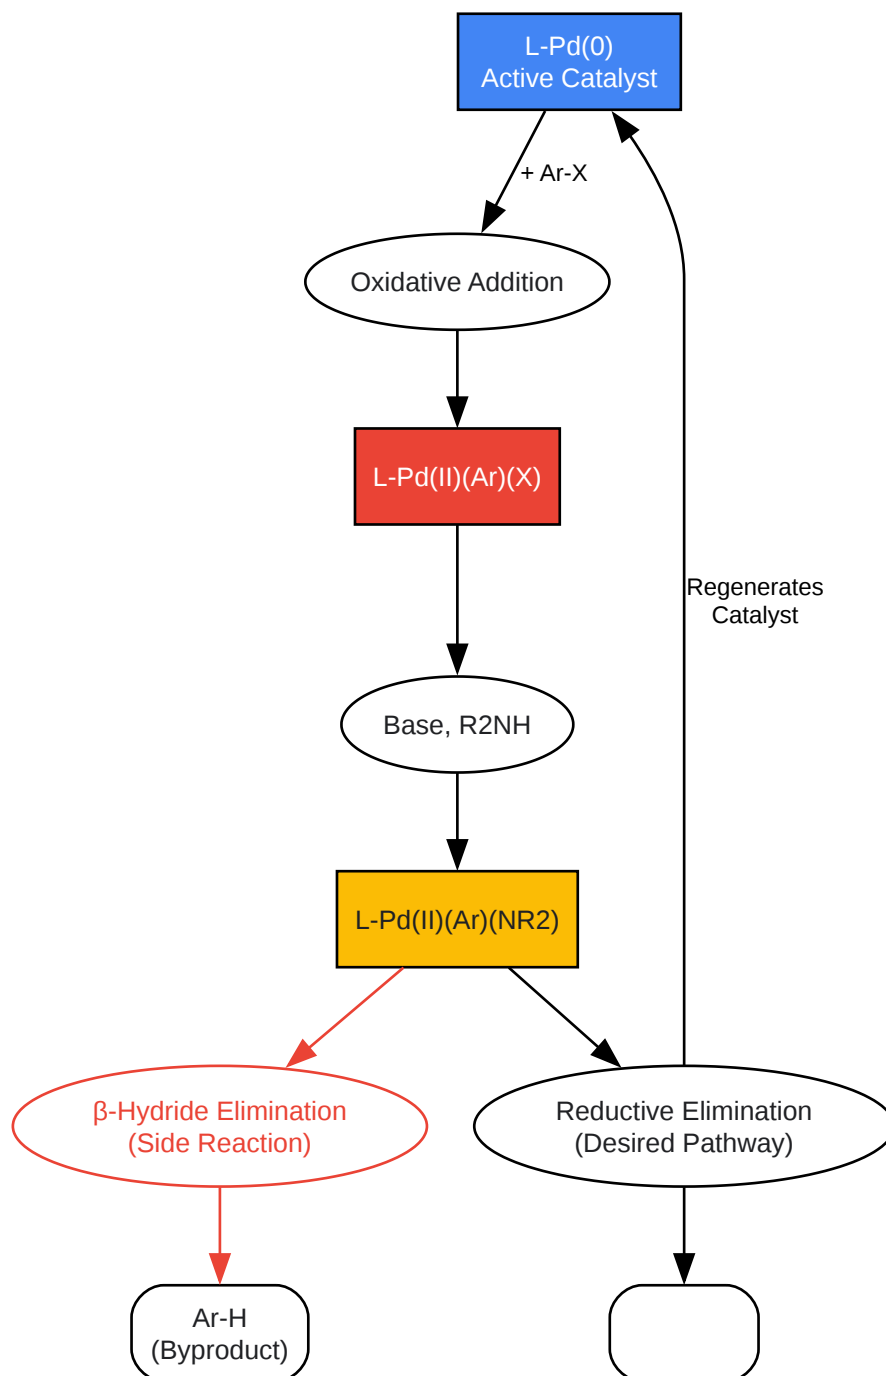 L-Pd(0)
Active Catalyst
+ Ar-X
Oxidative Addition
L-Pd(II)(Ar)(X)
Regenerates
Catalyst
Base, R2NH
L-Pd(II)(Ar)(NR2)
β-Hydride Elimination
(Side Reaction)
Reductive Elimination
(Desired Pathway)
Ar-H
(Byproduct)